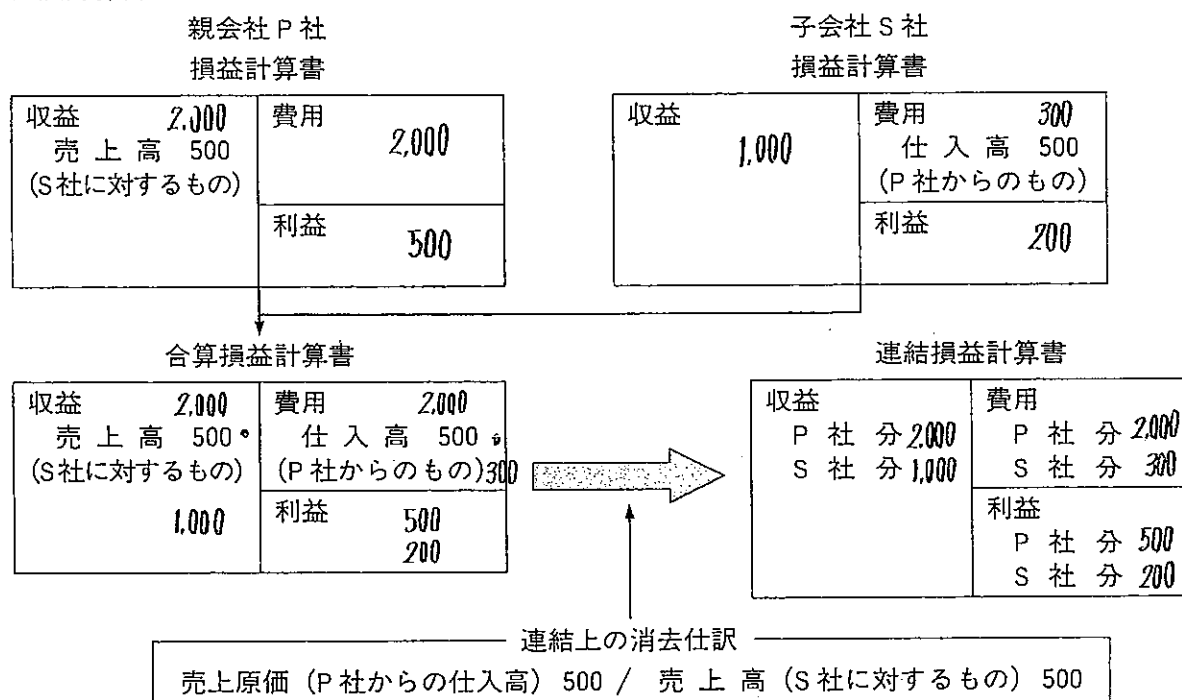 親会社P社
損益計算書
収益 2,000
売上高 500
(S社に対するもの)
費用
2,000
利益
500
子会社S社
損益計算書
収益
1,000
費用 300
仕入高 500
(P社からのもの)
利益
200
合算損益計算書
収益 2,000
売上高 500
(S社に対するもの)
1,000
費用 2,000
仕入高 500
(P社からのもの)300
利益 500
200
連結損益計算書
収益
P社分 2,000
S社分 1,000
費用
P社分 2,000
S社分 300
利益
P社分 500
S社分 200
連結上の消去仕訳
売上原価(P社からの仕入高) 500 / 売上高(S社に対するもの) 500